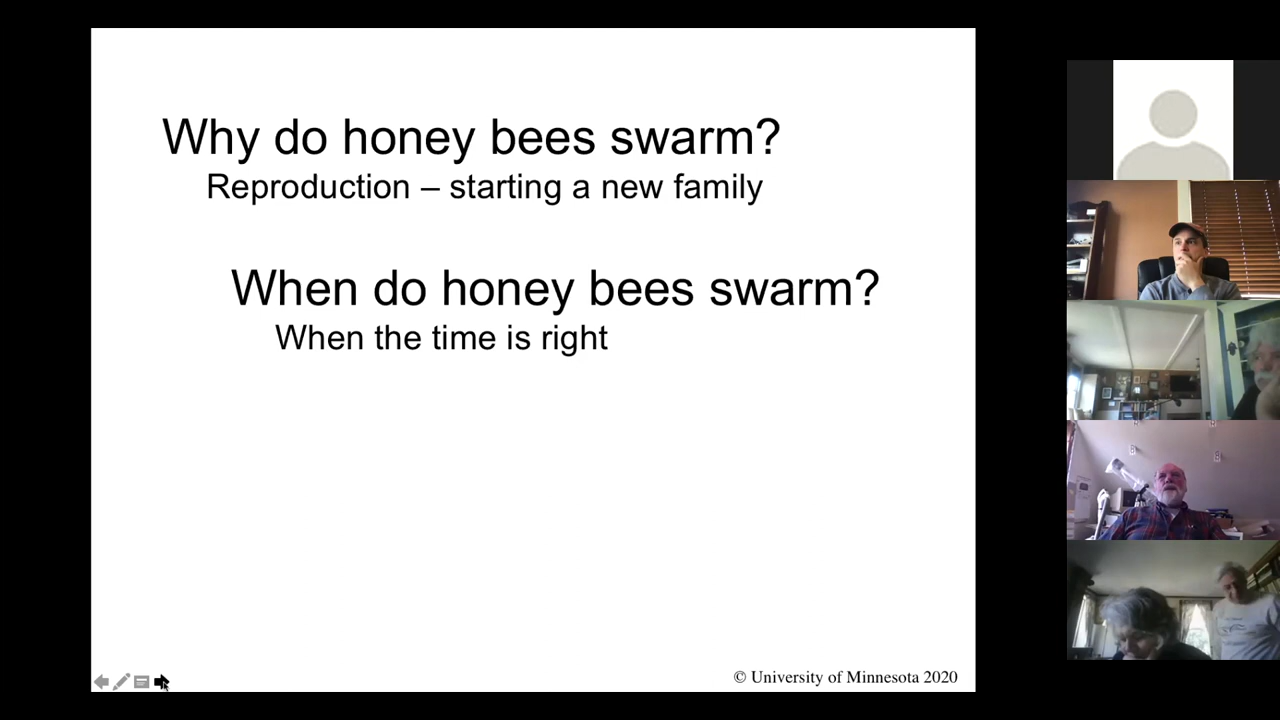 Why do honey bees swarm?
Reproduction – starting a new family
When do honey bees swarm?
When the time is right
© University of Minnesota 2020